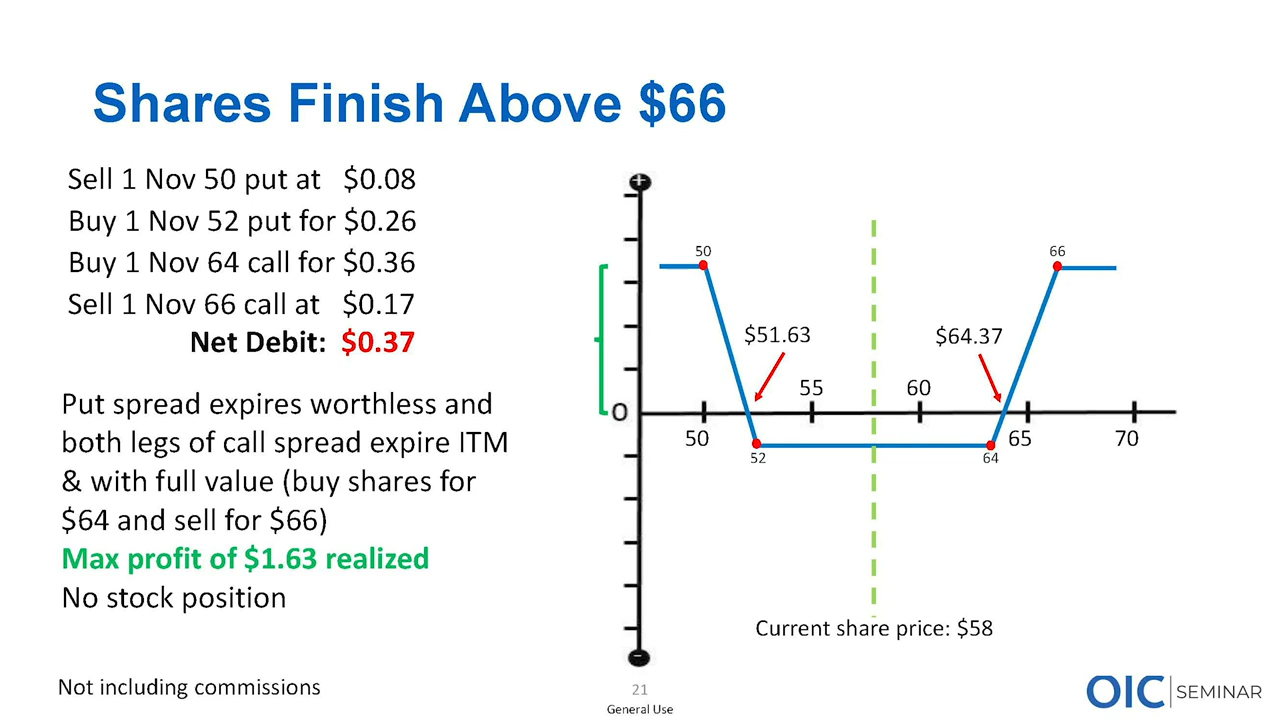 Shares Finish Above $66
Sell 1 Nov 50 put at $0.08
Buy 1 Nov 52 put for $0.26
Buy 1 Nov 64 call for $0.36
Sell 1 Nov 66 call at $0.17
Net Debit: $0.37
Put spread expires worthless and
both legs of call spread expire ITM
& with full value (buy shares for
$64 and sell for $66)
Max profit of $1.63 realized
No stock position
Not including commissions
+
50
66
$51.63
$64.37
55
60
0
50
65
70
52
64
Current share price: $58
-
21
General Use
OIC SEMINAR